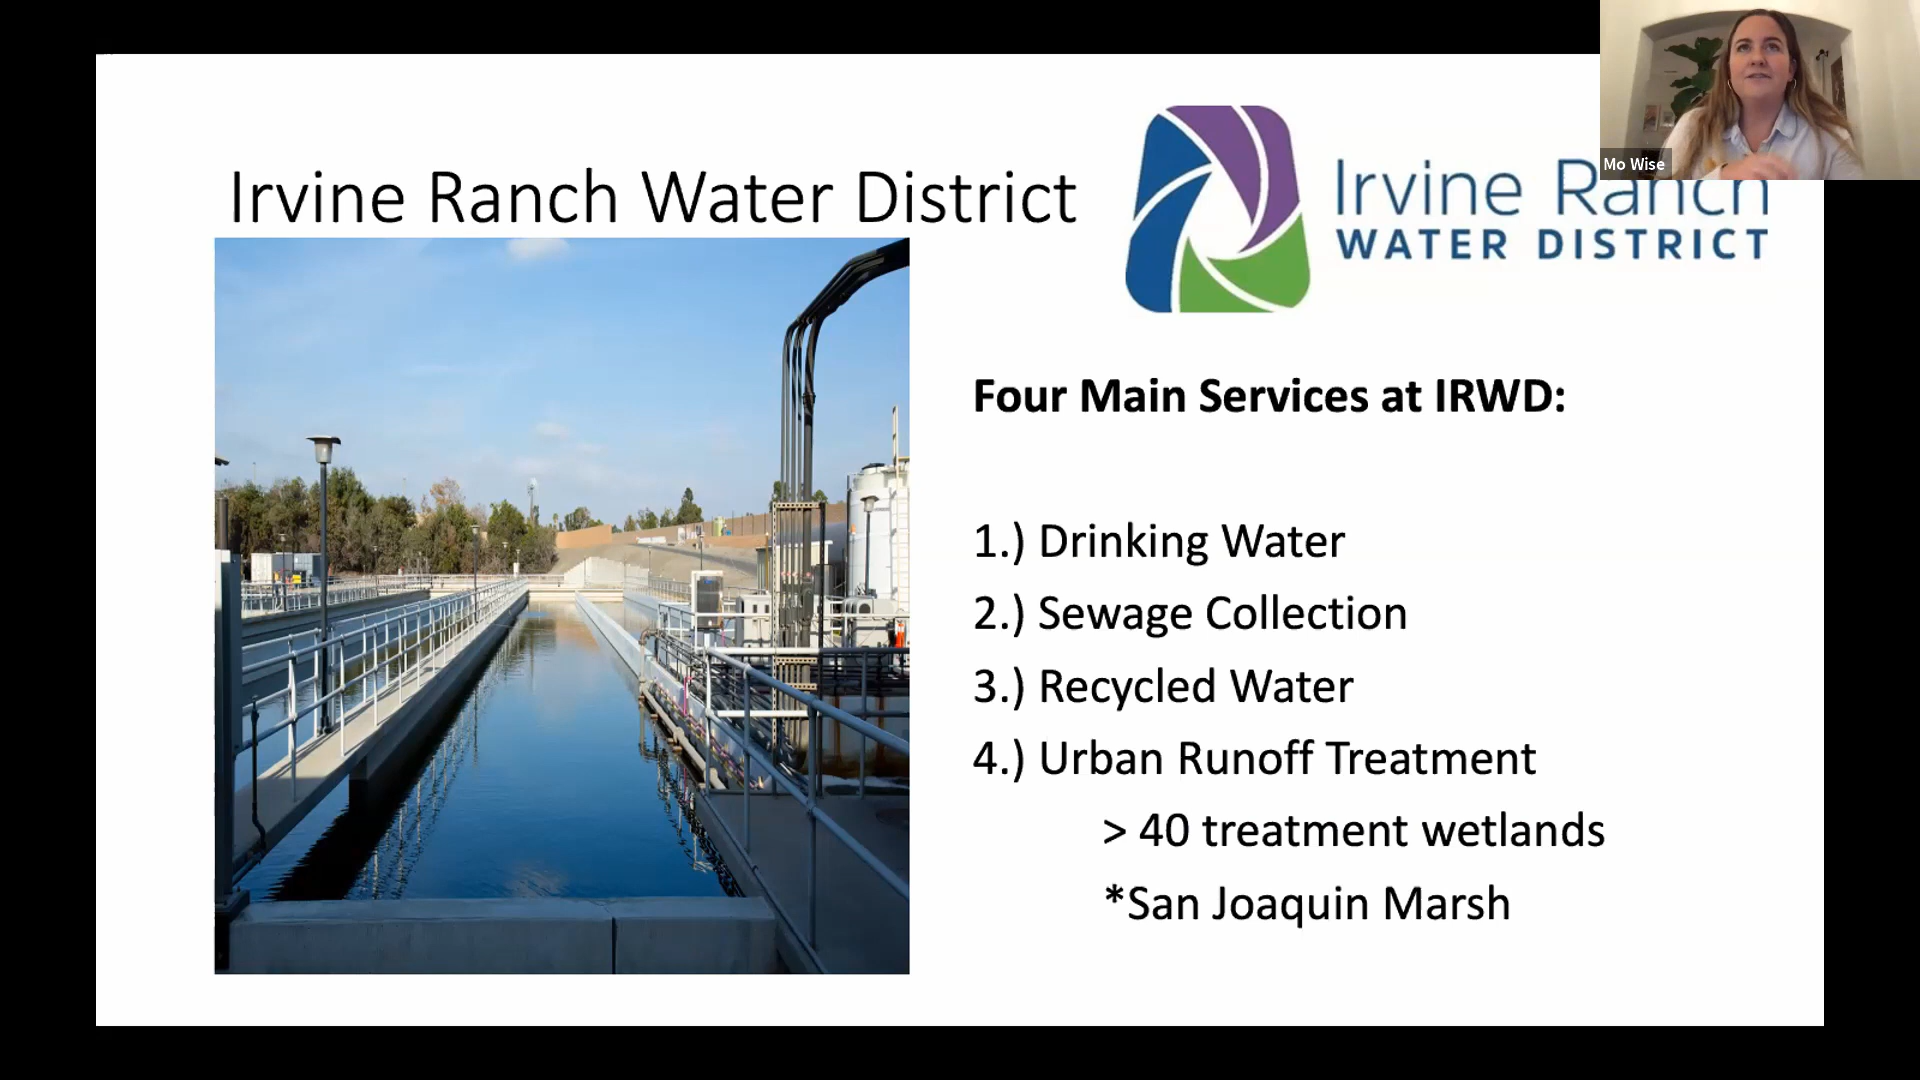 Irvine Ranch Water District
Irvine Ranch
WATER DISTRICT
Mo Wise
Four Main Services at IRWD:
1.) Drinking Water
2.) Sewage Collection
3.) Recycled Water
4.) Urban Runoff Treatment
> 40 treatment wetlands
*San Joaquin Marsh